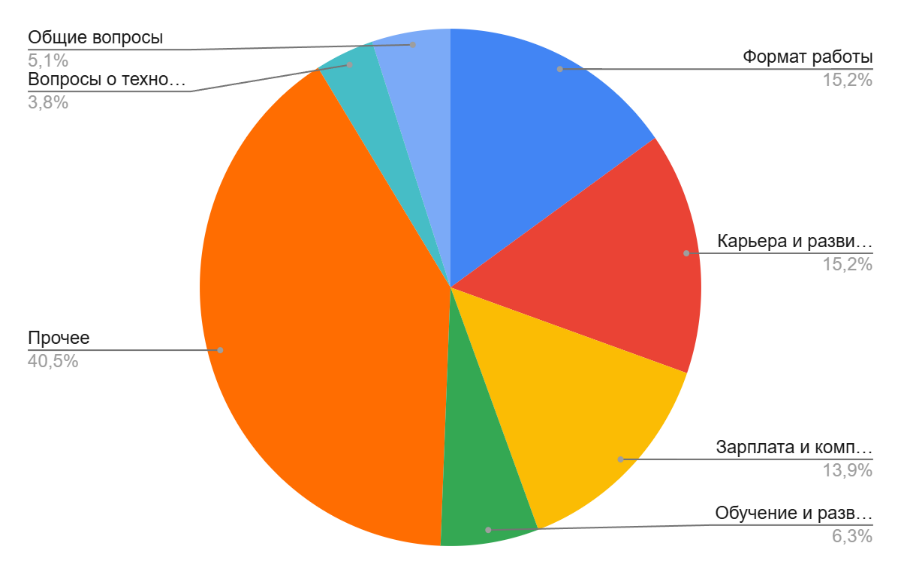 Общие вопросы
5,1%
Вопросы о техно…
3,8%
Прочее
40,5%
Формат работы
15,2%
Карьера и разви…
15,2%
Зарплата и комп…
13,9%
Обучение и разв…
6,3%